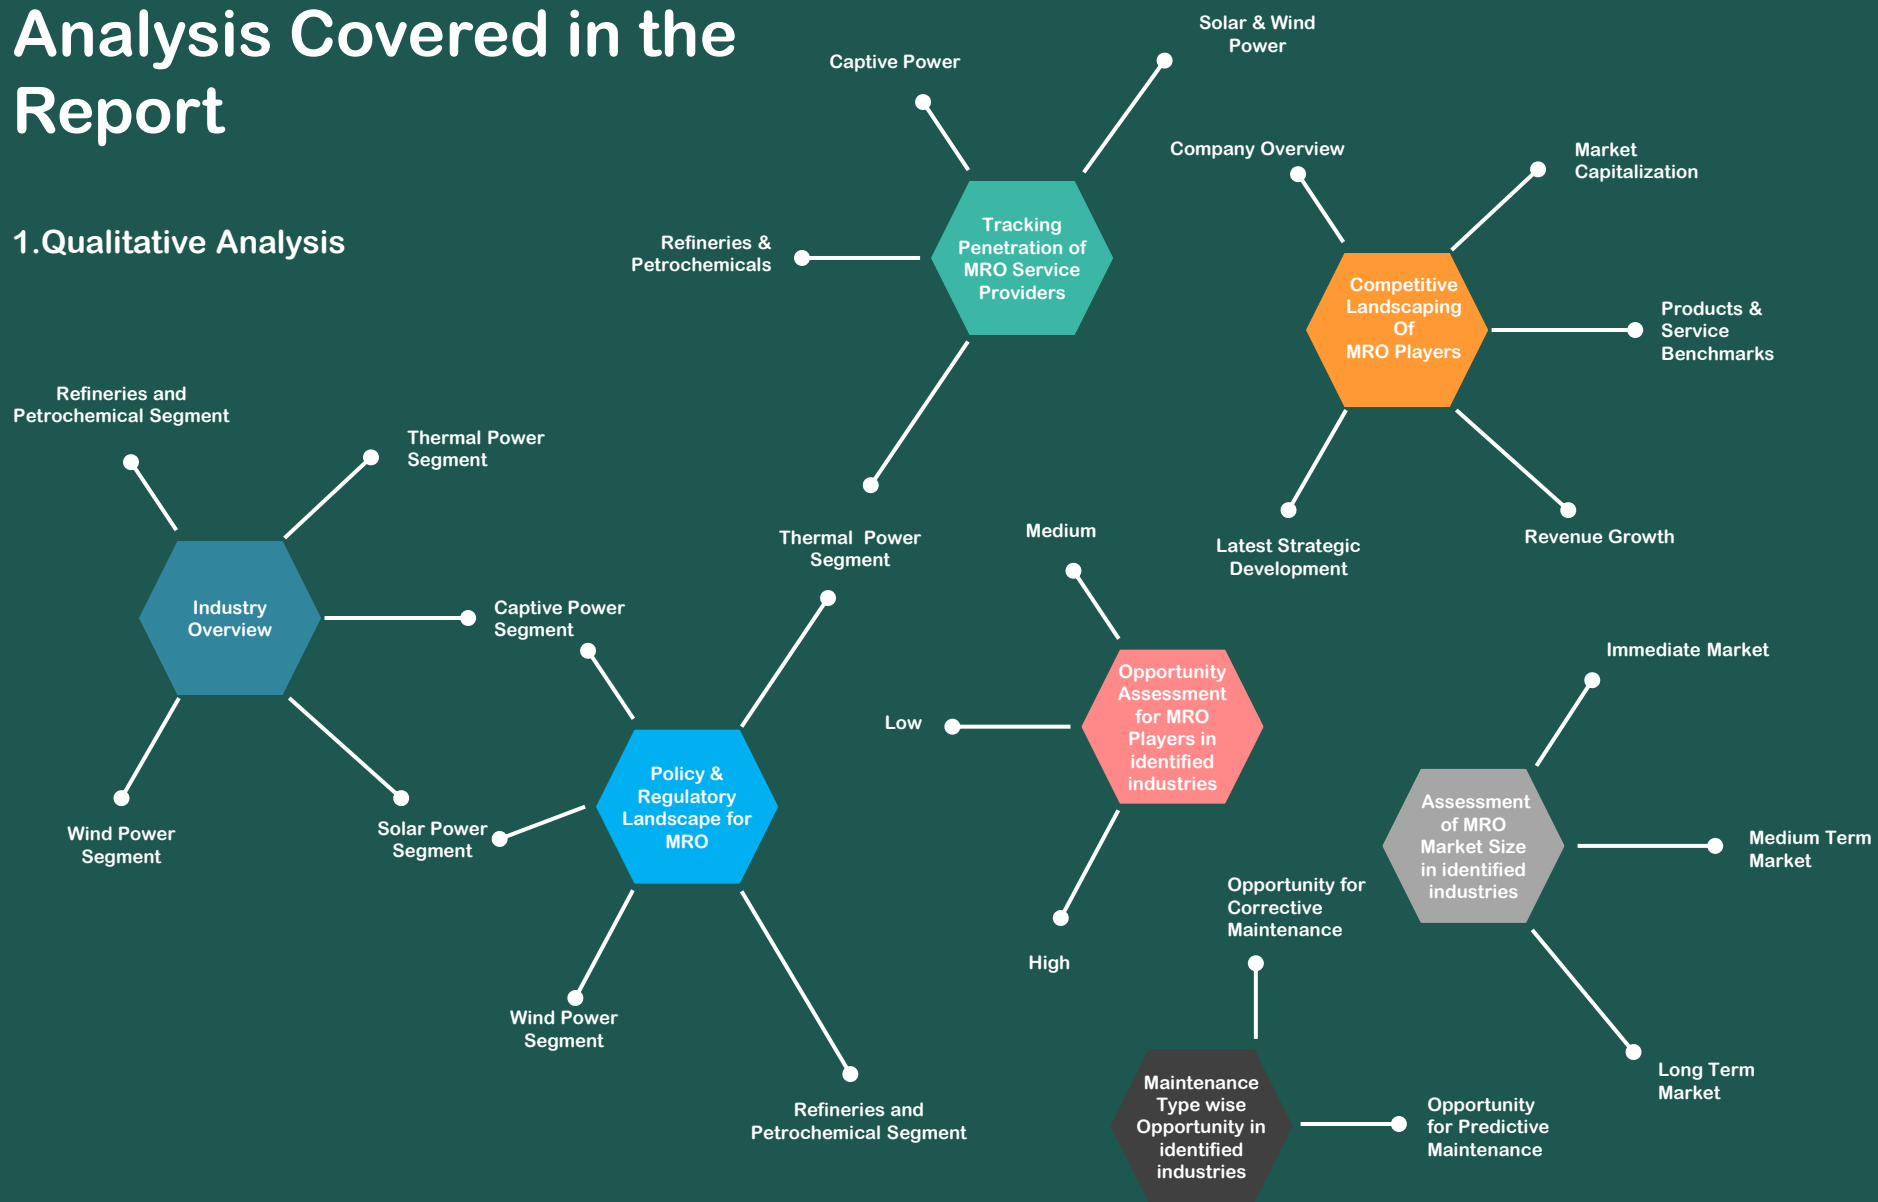 Analysis Covered in the
Report
1.Qualitative Analysis
Captive Power
Solar & Wind
Power
Refineries &
Petrochemicals
Tracking
Penetration of
MRO Service
Providers
Company Overview
Market
Capitalization
Competitive
Landscaping
Of
MRO Players
Products &
Service
Benchmarks
Latest Strategic
Development
Revenue Growth
Refineries and
Petrochemical Segment
Thermal Power
Segment
Industry
Overview
Captive Power
Segment
Wind Power
Segment
Solar Power
Segment
Thermal  Power
Segment
Policy &
Regulatory
Landscape for
MRO
Wind Power
Segment
Refineries and
Petrochemical Segment
Medium
Low
Opportunity
Assessment
for MRO
Players in
identified
industries
High
Immediate Market
Assessment
of MRO
Market Size
in identified
industries
Medium Term
Market
Long Term
Market
Opportunity for
Corrective
Maintenance
Maintenance
Type wise
Opportunity in
identified
industries
Opportunity
for Predictive
Maintenance